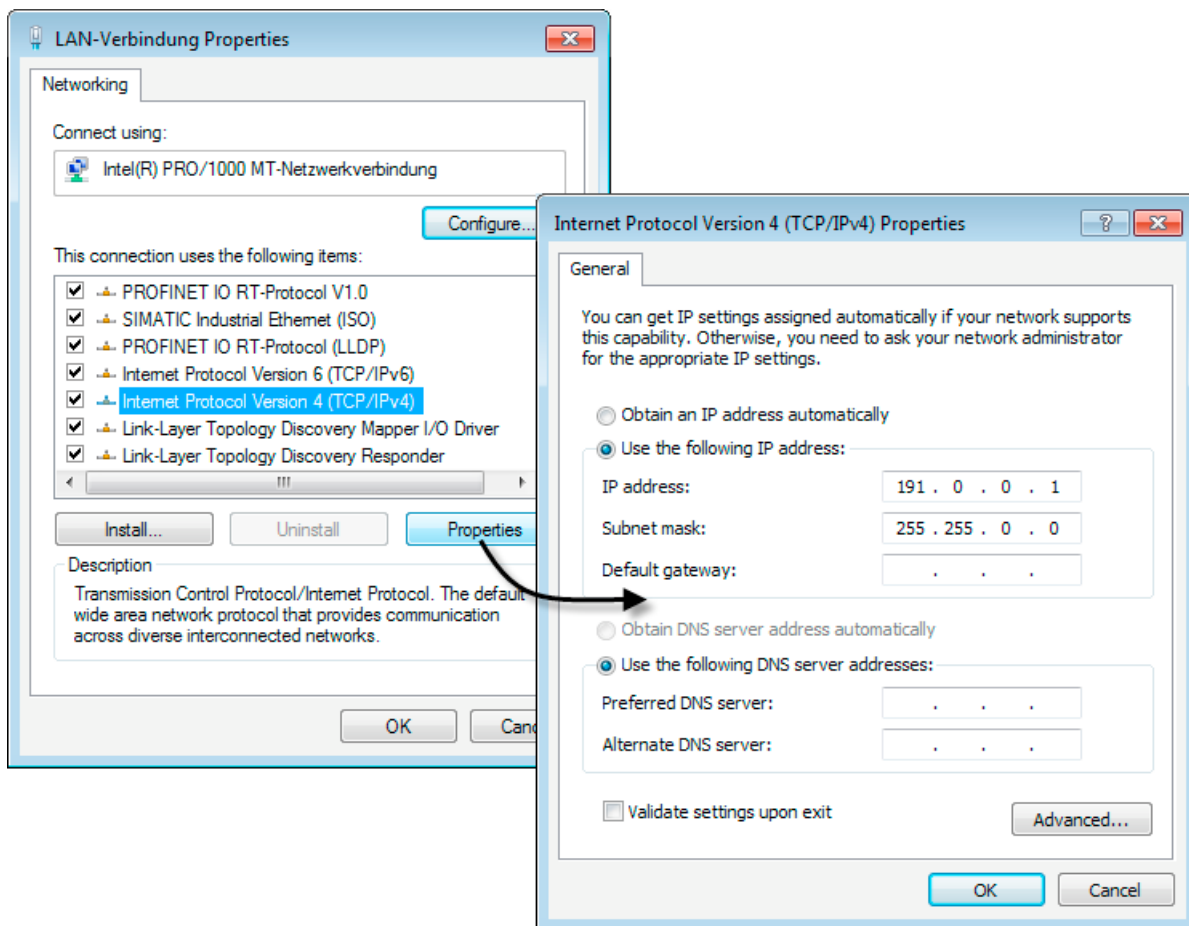 LAN-Verbindung Properties
Networking
Connect using:
Intel(R) PRO/1000 MT-Netzwerkverbindung
Configure...
This connection uses the following items:
PROFINET IO RT-Protocol V1.0
SIMATIC Industrial Ethernet (ISO)
PROFINET IO RT-Protocol (LLDP)
Internet Protocol Version 6 (TCP/IPv6)
Internet Protocol Version 4 (TCP/IPv4)
Link-Layer Topology Discovery Mapper I/O Driver
Link-Layer Topology Discovery Responder
Install...
Uninstall
Properties
Description
Transmission Control Protocol/Internet Protocol. The default
wide area network protocol that provides communication
across diverse interconnected networks.
OK
Canc
Internet Protocol Version 4 (TCP/IPv4) Properties
General
You can get IP settings assigned automatically if your network supports
this capability. Otherwise, you need to ask your network administrator
for the appropriate IP settings.
Obtain an IP address automatically
Use the following IP address:
IP address: 191 . 0 . 0 . 1
Subnet mask: 255 . 255 . 0 . 0
Default gateway: . . .
Obtain DNS server address automatically
Use the following DNS server addresses:
Preferred DNS server: . . .
Alternate DNS server: . . .
Validate settings upon exit
Advanced...
OK
Cancel